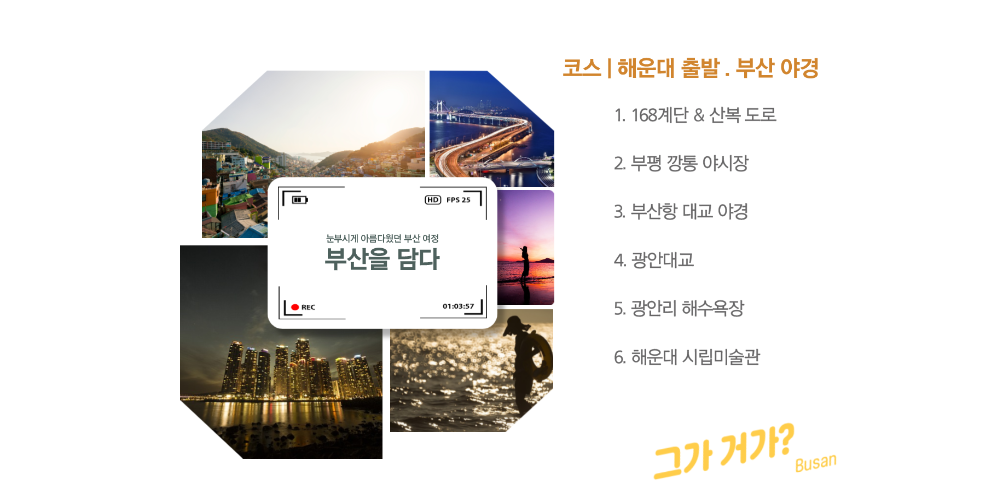 코스 | 해운대 출발 . 부산 야경
1. 168계단 & 산복 도로
2. 부평 깡통 야시장
3. 부산항 대교 야경
4. 광안대교
5. 광안리 해수욕장
6. 해운대 시립미술관
HD FPS 25
눈부시게 아름다웠던 부산 여정
부산을 담다
REC
01:03:57
그가 거가?
Busan